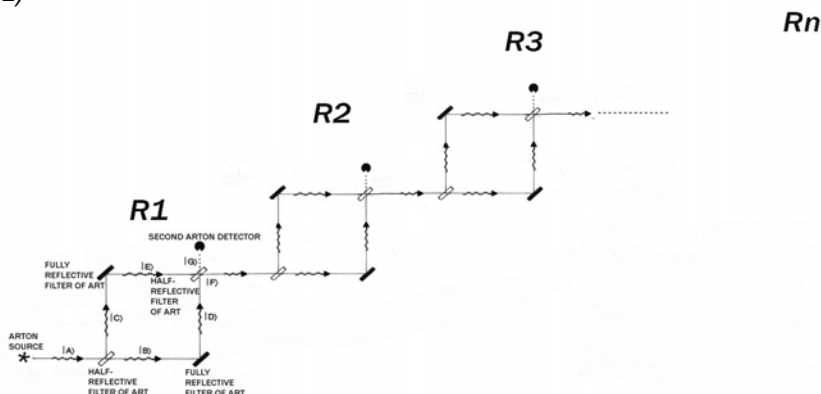 Rn
R3
R2
R1
SECOND ARTON DETECTOR
FULLY
REFLECTIVE
FILTER OF ART
|E)
|G)
HALF-
REFLECTIVE
FILTER
OF ART
|F)
|C)
|D)
ARTON
SOURCE
|A)
|B)
HALF-
REFLECTIVE
FILTER OF ART
FULLY
REFLECTIVE
FILTER OF ART